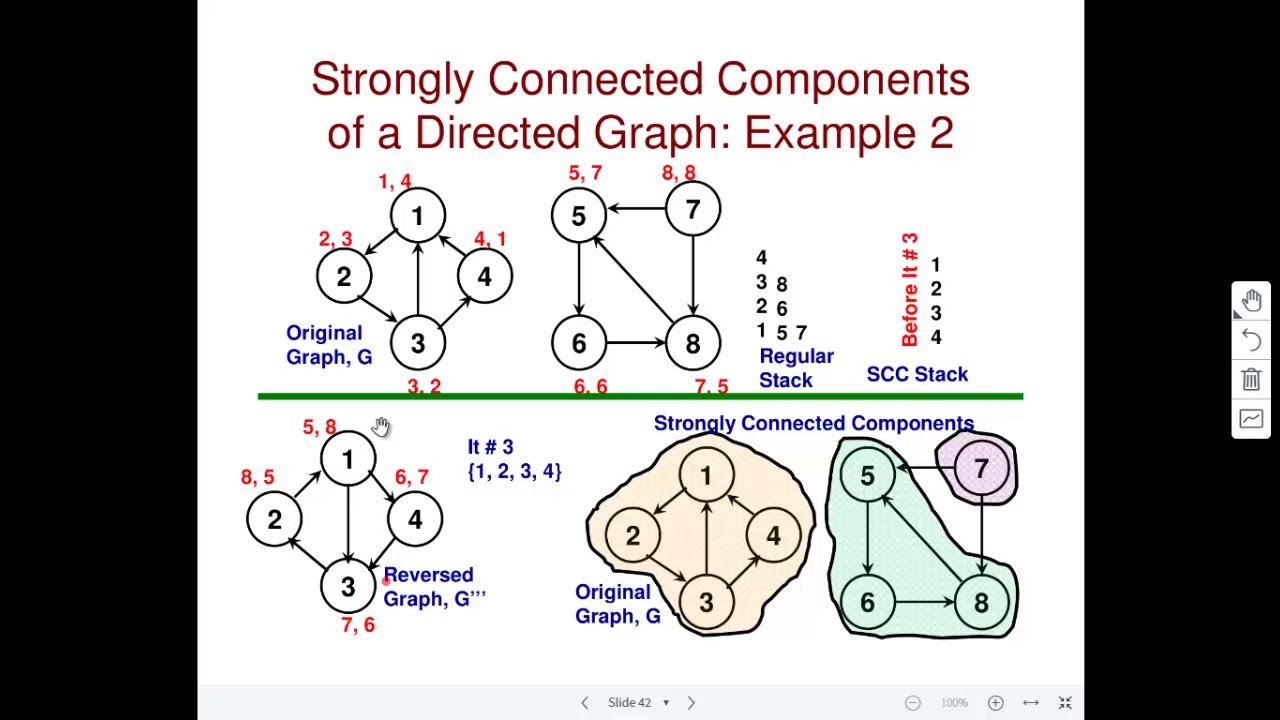 Strongly Connected Components
of a Directed Graph: Example 2
1, 4
5, 7
8, 8
1
5
7
2, 3
4, 1
2
4
3
6
8
Original
Graph, G
3, 2
6, 6
7, 5
4
3 8
2 6
1 5 7
Regular
Stack
Before It # 3
1
2
3
4
SCC Stack
5, 8
1
8, 5
6, 7
2
4
3
7, 6
Reversed
Graph, G’’’
It # 3
{1, 2, 3, 4}
Strongly Connected Components
1
2
4
3
Original
Graph, G
5
7
6
8
Slide 42
100%